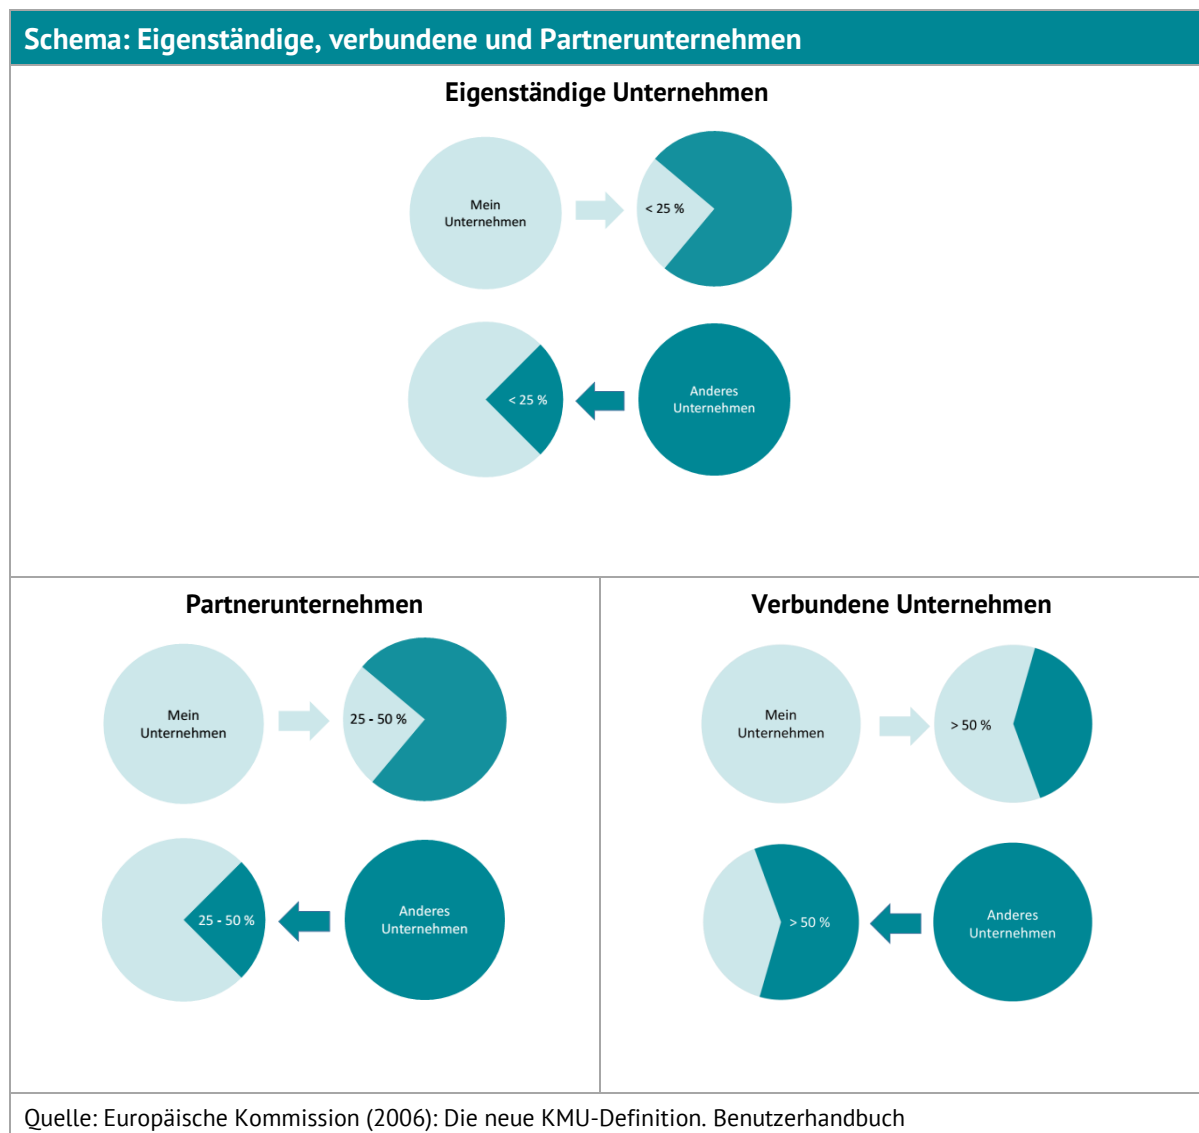 Schema: Eigenständige, verbundene und Partnerunternehmen
Eigenständige Unternehmen
Mein
Unternehmen
< 25 %
< 25 %
Anderes
Unternehmen
Partnerunternehmen
Mein
Unternehmen
25 - 50 %
25 - 50 %
Anderes
Unternehmen
Verbundene Unternehmen
Mein
Unternehmen
> 50 %
> 50 %
Anderes
Unternehmen
Quelle: Europäische Kommission (2006): Die neue KMU-Definition. Benutzerhandbuch